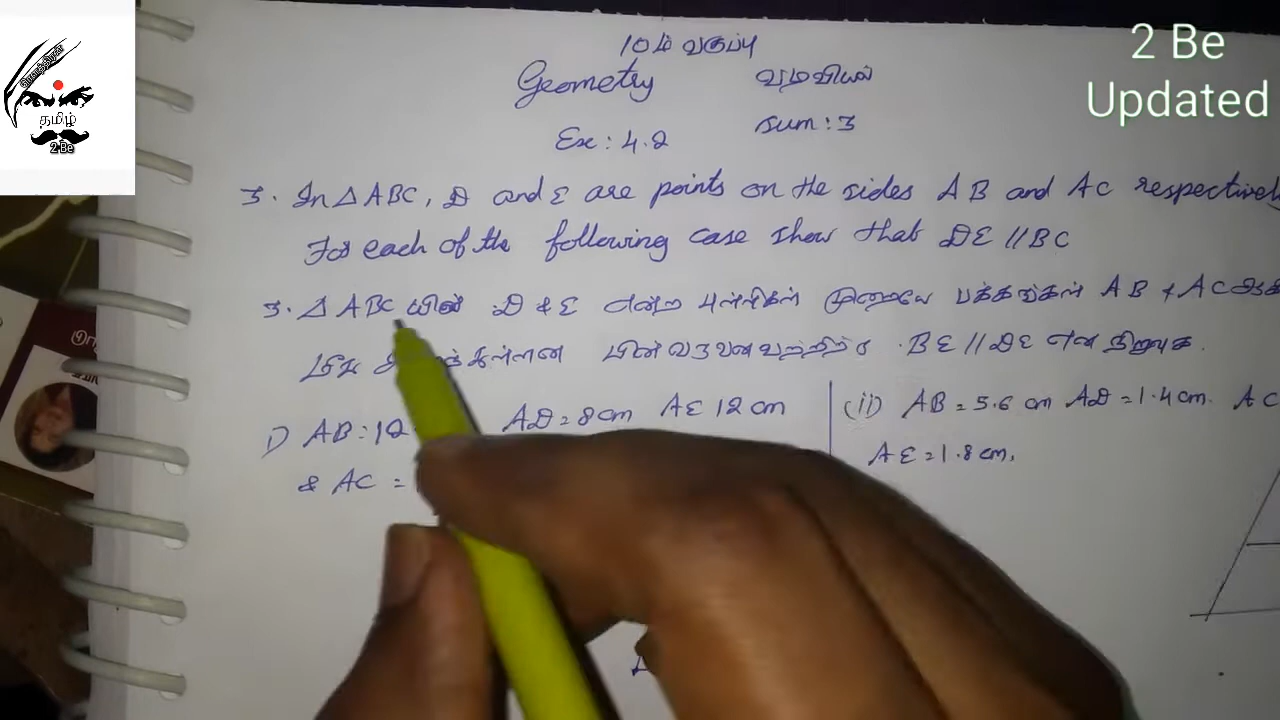 2 Be
Updated
தமிழ்
2 Be
10ம் வகுப்பு
Geometry வடிவியல்
Ex: 4.2 Sum: 3
3. In △ ABC, D and E are points on the sides AB and AC respectively
For each of the following case show that DE // BC
3. △ ABC யின் D & E என்ற புள்ளிகள் முறையே பக்கங்கள் AB & AC
BE // DE என நிறுவுக.
i) AB: 12 AD = 8 cm AE 12 cm
& AC =
(ii) AB = 5.6 cm AD = 1.4 cm. AC
AE = 1.8 cm,